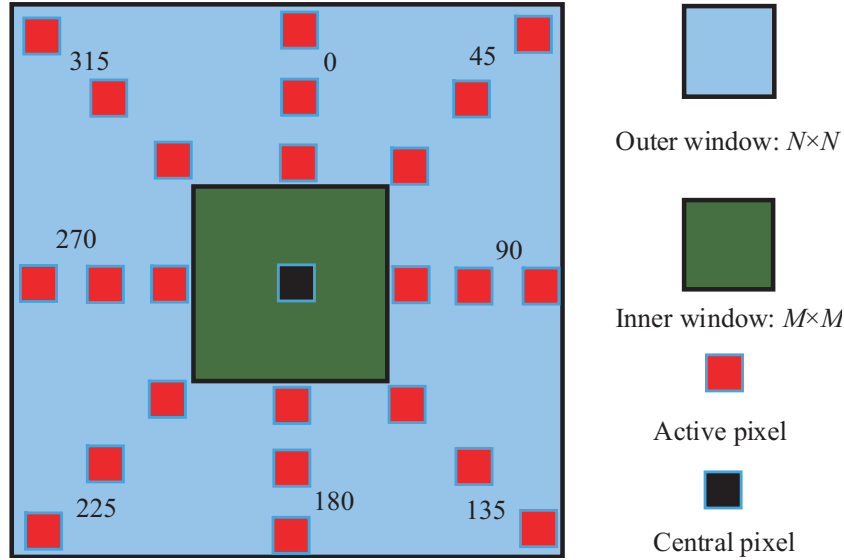 315
0
45
270
90
225
180
135
Outer window: N×N
Inner window: M×M
Active pixel
Central pixel